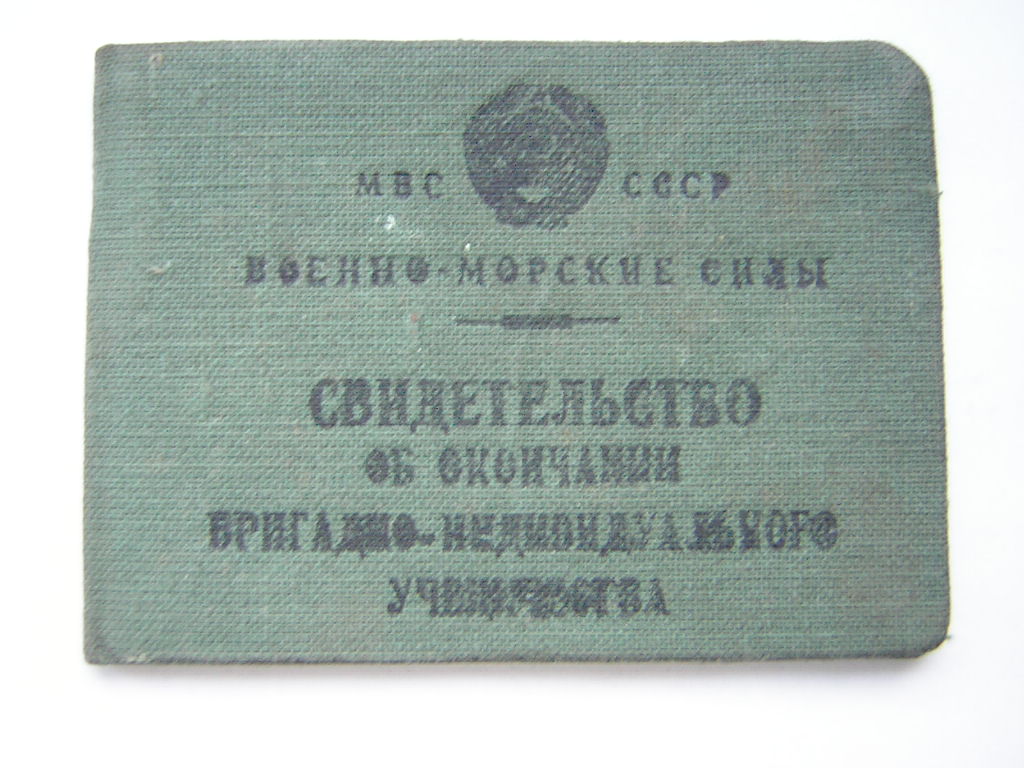 МВС СССР
ВОЕННО-МОРСКИЕ СИЛЫ
СВИДЕТЕЛЬСТВО
ОБ ОКОНЧАНИИ
БРИГАДНО-ИНДИВИДУАЛЬНОГО
УЧЕНИЧЕСТВА